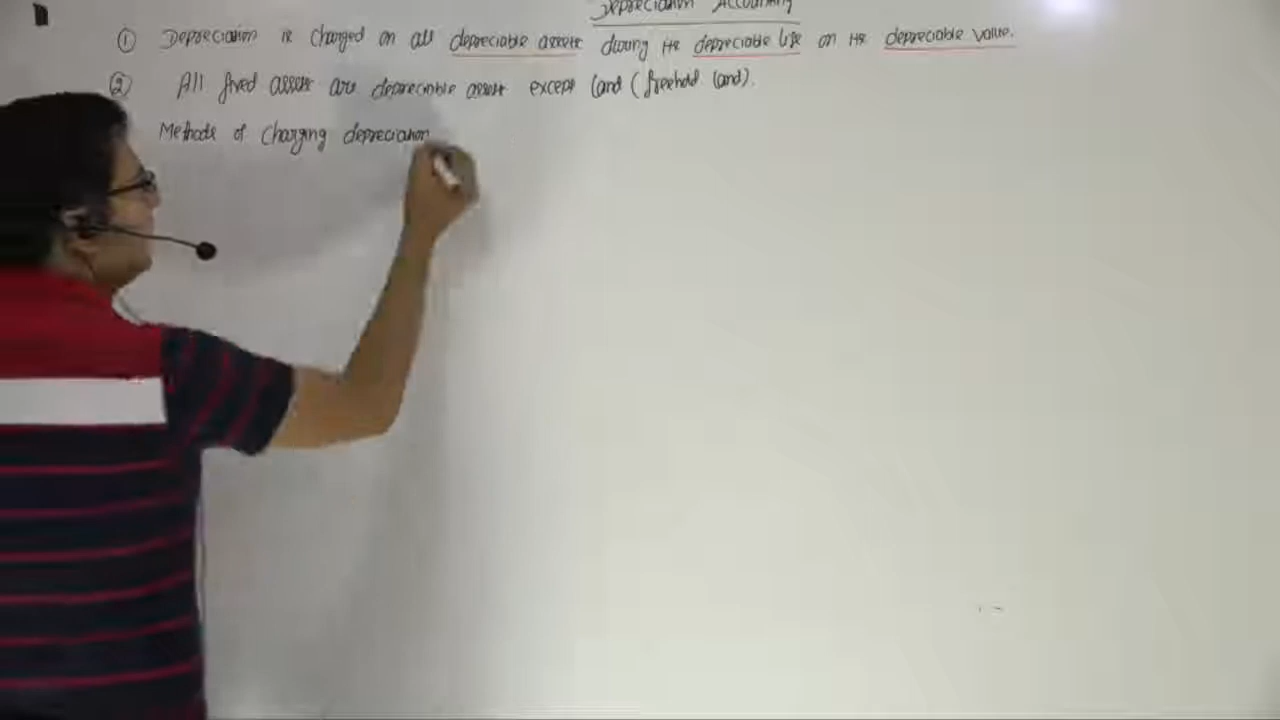 Depreciation Accounting
① Depreciation is charged on all depreciable assets during the depreciable life on the depreciable value.
② All fixed assets are depreciable assets except land (freehold land).
Methods of charging depreciation